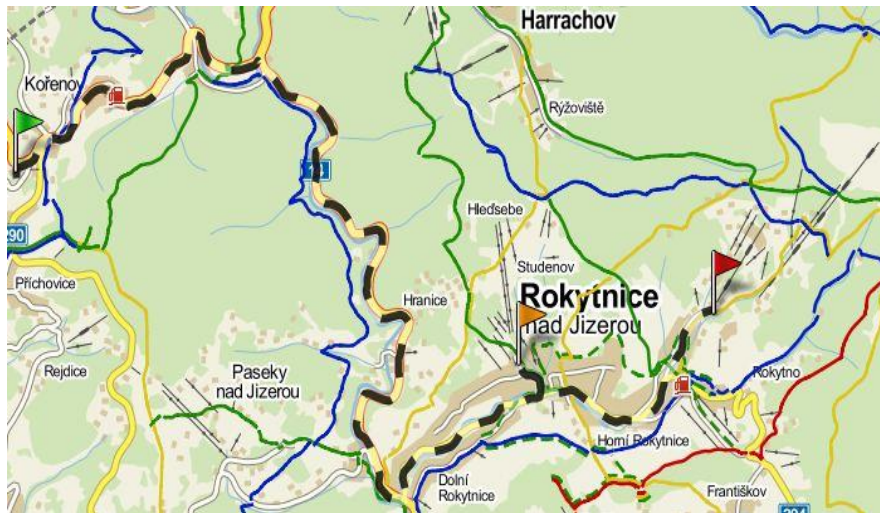 Harrachov
Kořenov
Rýžoviště
Hleďsebe
290
Příchovice
Studenov
Rokytnice
nad Jizerou
Hranice
Rejdice
Paseky
nad Jizerou
Rokytno
Horní Rokytnice
Dolní
Rokytnice
Františkov
294